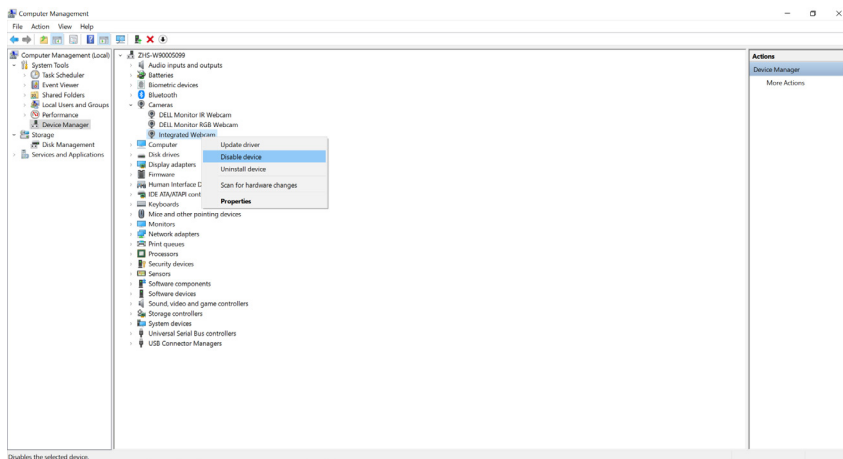 Computer Management
File Action View Help
Computer Management (Local)
System Tools
Task Scheduler
Event Viewer
Shared Folders
Local Users and Groups
Performance
Device Manager
Storage
Disk Management
Services and Applications
ZHS-W90005099
Audio inputs and outputs
Batteries
Biometric devices
Bluetooth
Cameras
DELL Monitor IR Webcam
DELL Monitor RGB Webcam
Integrated Webcam
Computer
Disk drives
Display adapters
Firmware
Human Interface D
IDE ATA/ATAPI cont
Keyboards
Mice and other pointing devices
Monitors
Network adapters
Print queues
Processors
Security devices
Sensors
Software components
Software devices
Sound, video and game controllers
Storage controllers
System devices
Universal Serial Bus controllers
USB Connector Managers
Update driver
Disable device
Uninstall device
Scan for hardware changes
Properties
Actions
Device Manager
More Actions
Disables the selected device.